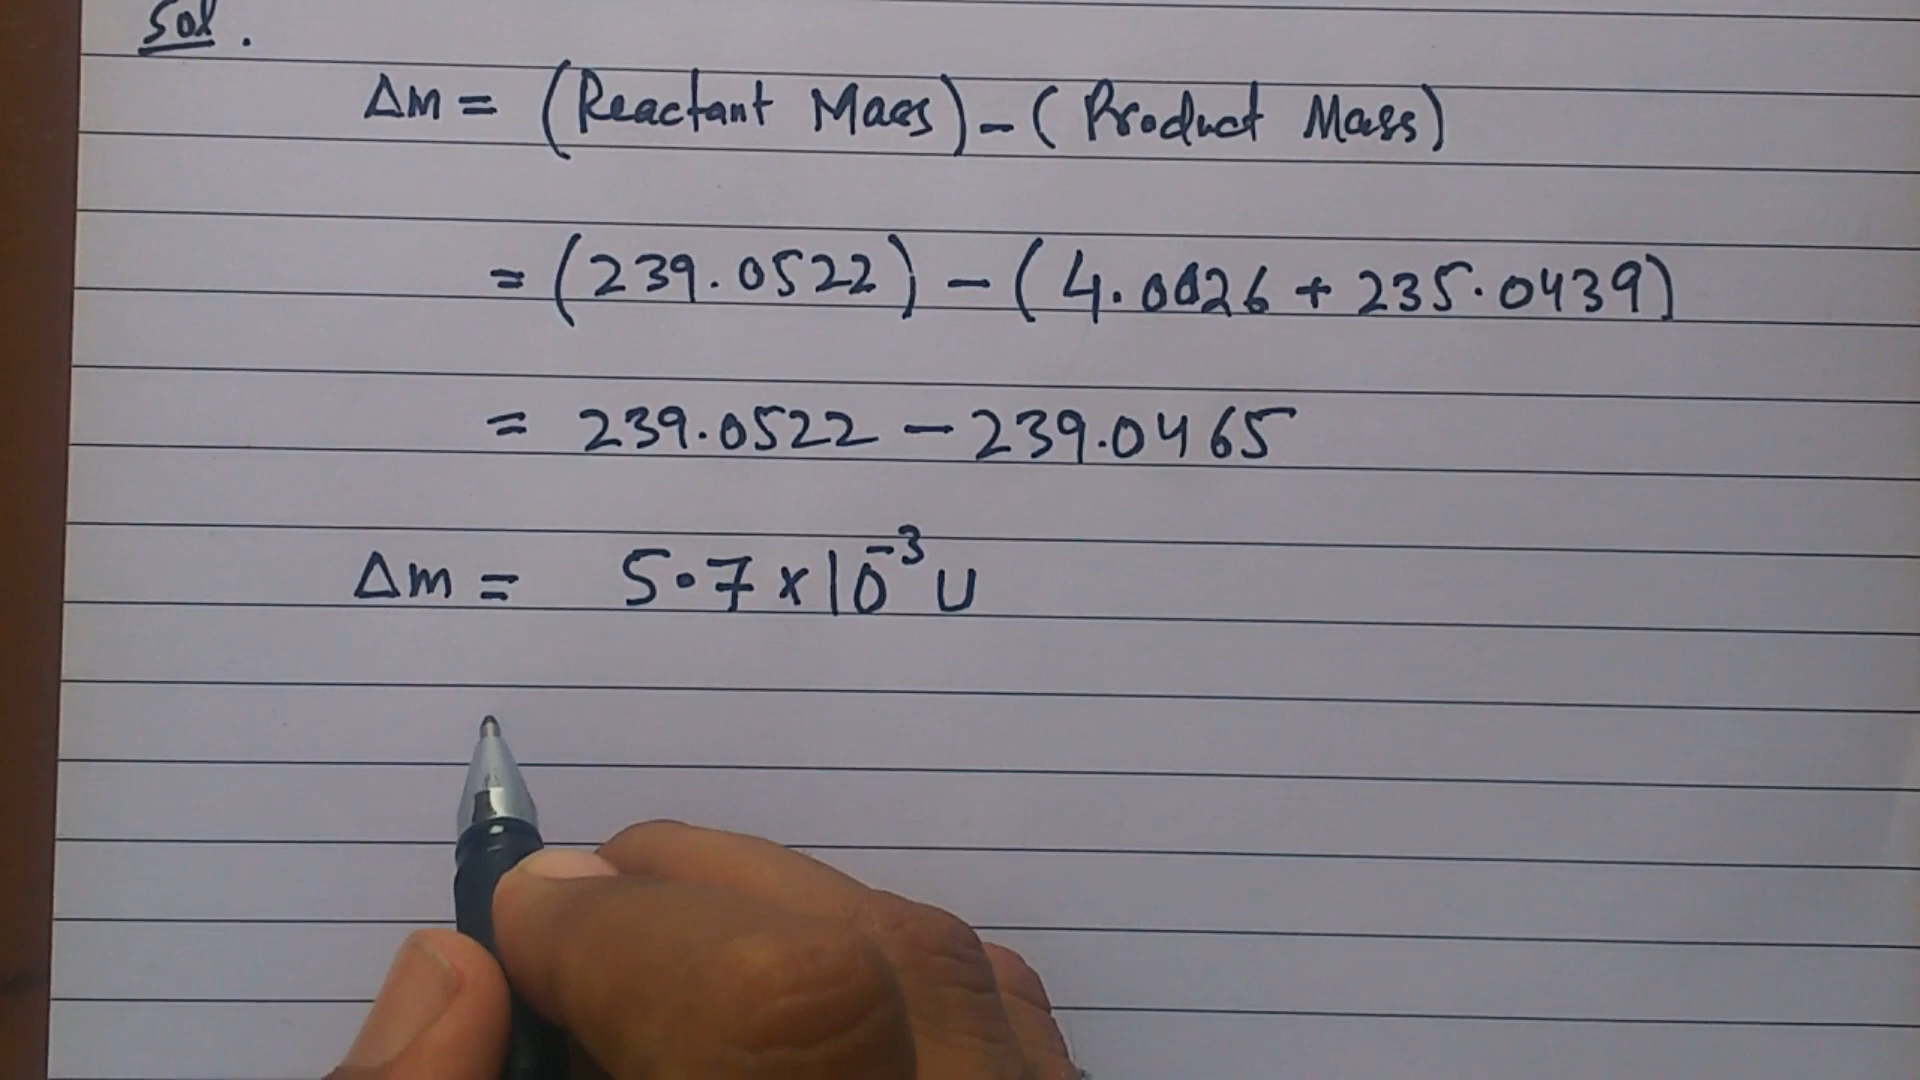 Sol.
Δm = (Reactant Mass) - (Product Mass)
= (239.0522) - (4.0026 + 235.0439)
= 239.0522 - 239.0465
Δm = 5.7 x 10⁻³ U